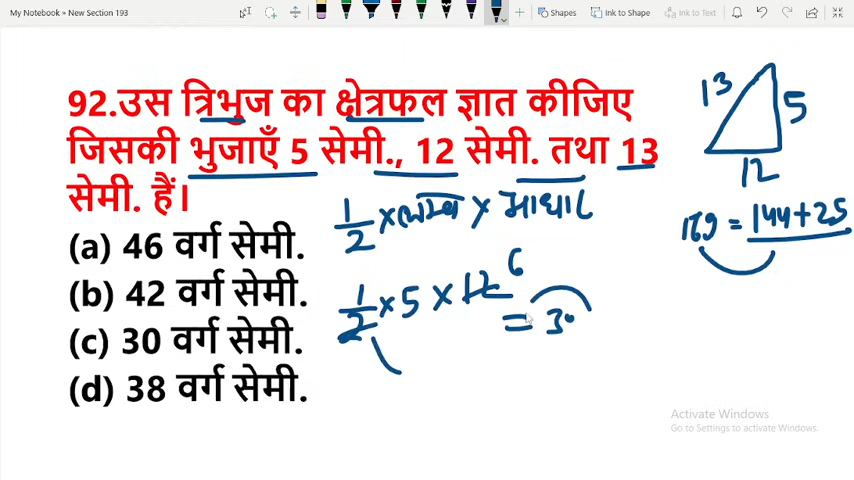 My Notebook » New Section 193
Shapes
Ink to Shape
Ink to Text
92.उस त्रिभुज का क्षेत्रफल ज्ञात कीजिए
जिसकी भुजाएँ 5 सेमी., 12 सेमी. तथा 13
सेमी. हैं।
(a) 46 वर्ग सेमी.
(b) 42 वर्ग सेमी.
(c) 30 वर्ग सेमी.
(d) 38 वर्ग सेमी.
13
5
12
169 = 144+25
1/2 × लम्ब × आधार
1/2 × 5 × 12 6
= 30
Activate Windows
Go to Settings to activate Windows.